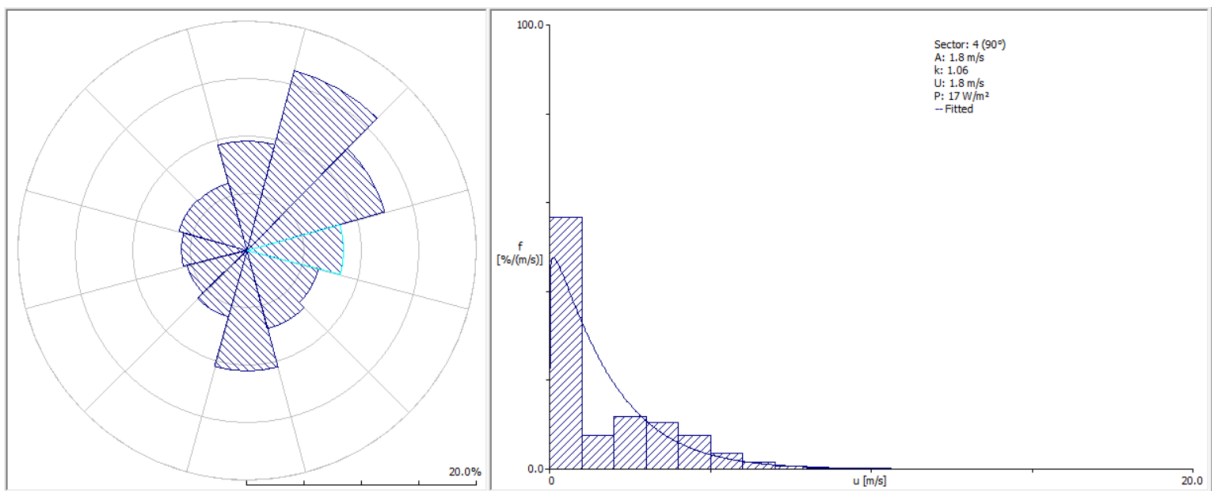 20.0%
100.0
f
[%/(m/s)]
0.0
0
u [m/s]
20.0
Sector: 4 (90°)
A: 1.8 m/s
k: 1.06
U: 1.8 m/s
P: 17 W/m²
-- Fitted